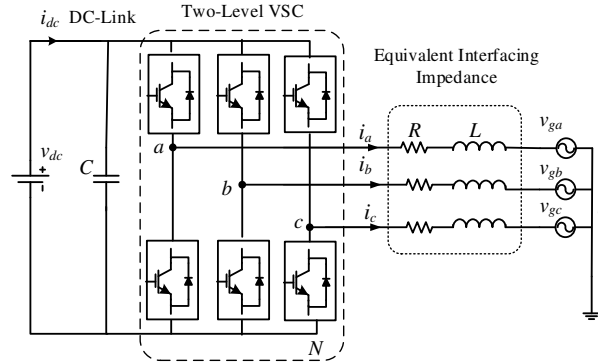 i_dc DC-Link
Two-Level VSC
Equivalent Interfacing
Impedance
v_dc
+
-
C
a
b
c
i_a
i_b
i_c
R
L
v_ga
v_gb
v_gc
N